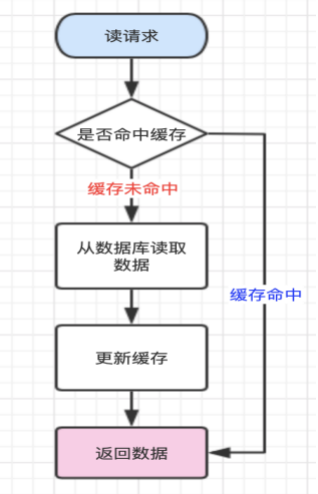 读请求
是否命中缓存
缓存未命中
从数据库读取
数据
缓存命中
更新缓存
返回数据